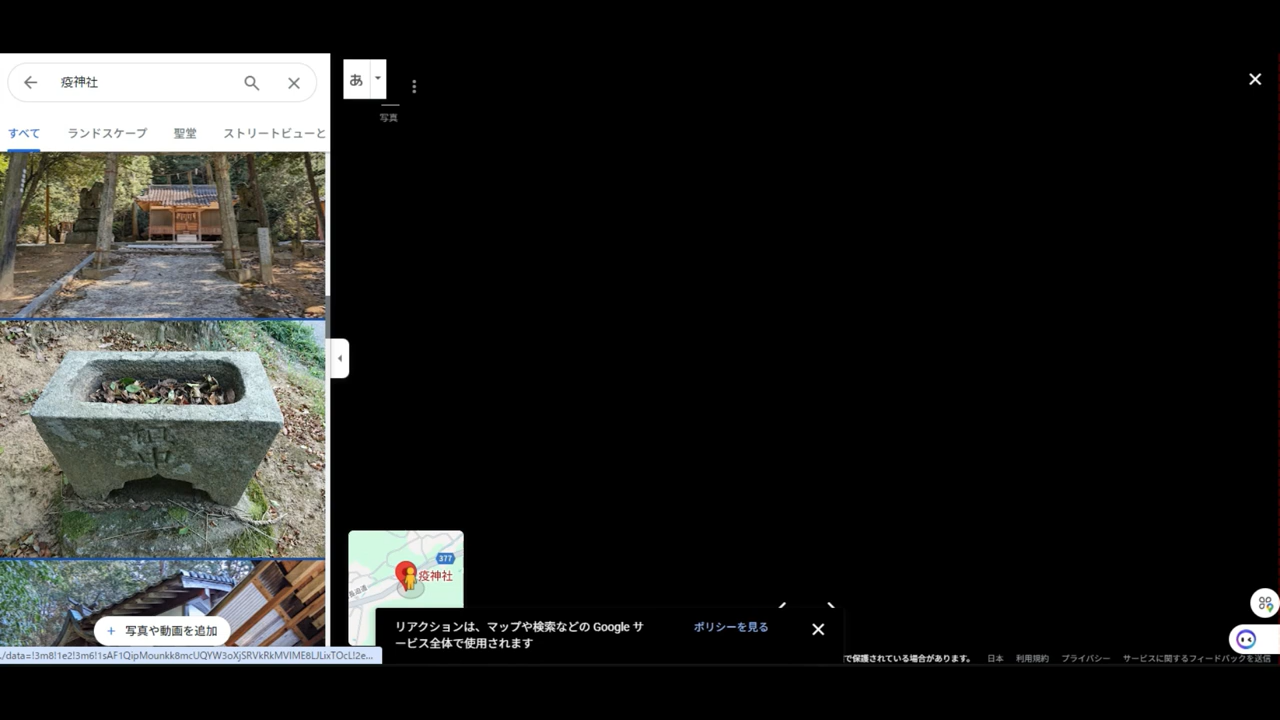 疫神社
すべて
ランドスケープ
聖堂
ストリートビューと
あ
写真
377
疫神社
写真や動画を追加
リアクションは、マップや検索などの Google サ
ービス全体で使用されます
ポリシーを見る
で保護されている場合があります。
日本
利用規約
プライバシー
サービスに関するフィードバックを送信